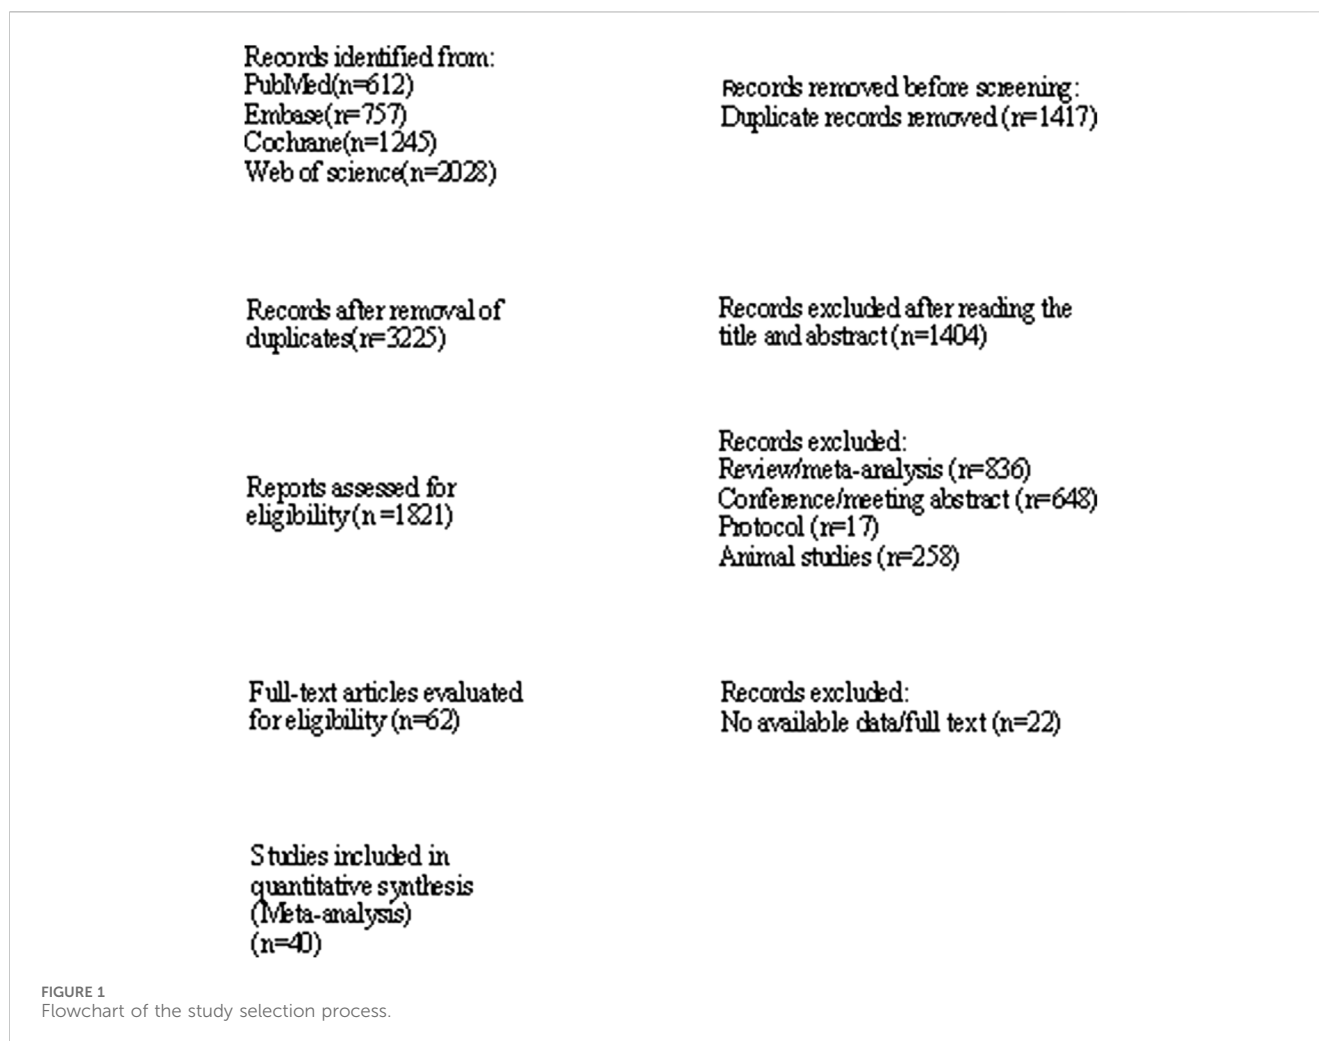 Records identified from:
PubMed(n=612)
Embase(n=757)
Cochrane(n=1245)
Web of science(n=2028)
Records removed before screening:
Duplicate records removed (n=1417)
Records after removal of
duplicates(n=3225)
Records excluded after reading the
title and abstract (n=1404)
Reports assessed for
eligibility (n =1821)
Records excluded:
Review/meta-analysis (n=836)
Conference/meeting abstract (n=648)
Protocol (n=17)
Animal studies (n=258)
Full-text articles evaluated
for eligibility (n=62)
Records excluded:
No available data/full text (n=22)
Studies included in
quantitative synthesis
(Meta-analysis)
(n=40)
FIGURE 1
Flowchart of the study selection process.